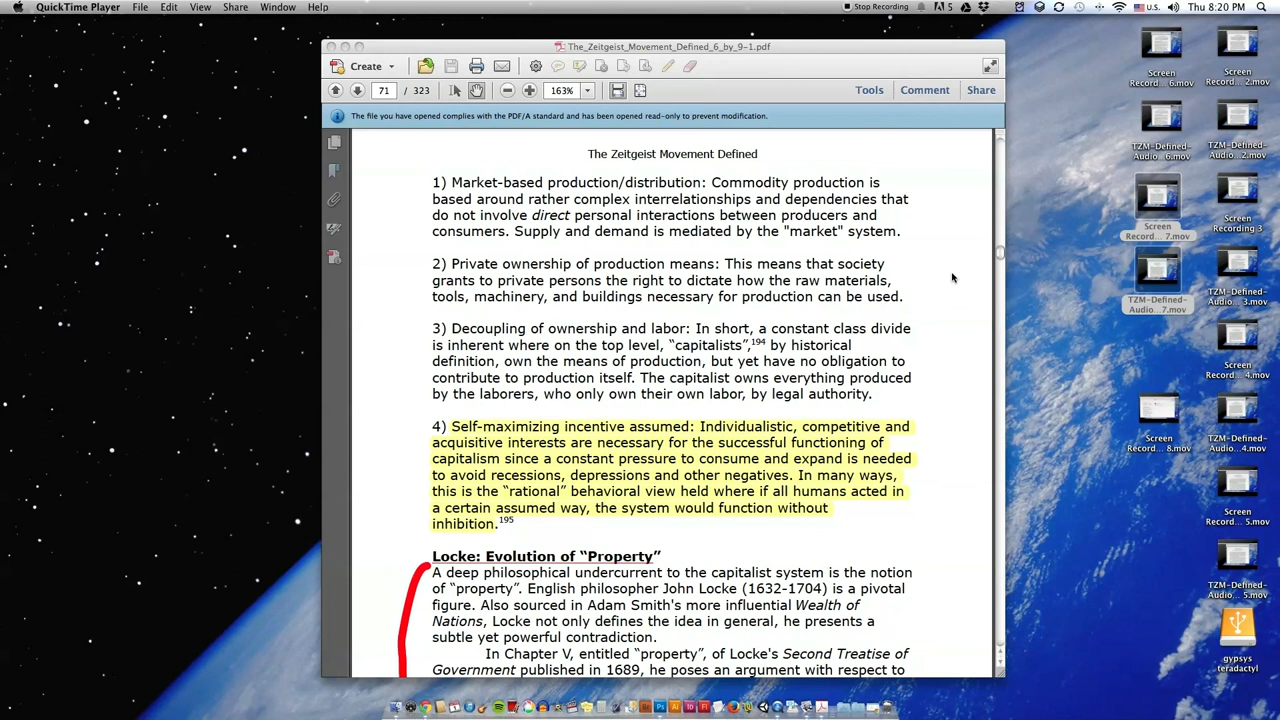 QuickTime Player File Edit View Share Window Help Stop Recording 5 U.S. Thu 8:20 PM
The_Zeitgeist_Movement_Defined_6_by_9-1.pdf
Create
71 / 323 163% Tools Comment Share
The file you have opened complies with the PDF/A standard and has been opened read-only to prevent modification.
The Zeitgeist Movement Defined
1) Market-based production/distribution: Commodity production is
based around rather complex interrelationships and dependencies that
do not involve direct personal interactions between producers and
consumers. Supply and demand is mediated by the "market" system.
2) Private ownership of production means: This means that society
grants to private persons the right to dictate how the raw materials,
tools, machinery, and buildings necessary for production can be used.
3) Decoupling of ownership and labor: In short, a constant class divide
is inherent where on the top level, “capitalists”,194 by historical
definition, own the means of production, but yet have no obligation to
contribute to production itself. The capitalist owns everything produced
by the laborers, who only own their own labor, by legal authority.
4) Self-maximizing incentive assumed: Individualistic, competitive and
acquisitive interests are necessary for the successful functioning of
capitalism since a constant pressure to consume and expand is needed
to avoid recessions, depressions and other negatives. In many ways,
this is the “rational” behavioral view held where if all humans acted in
a certain assumed way, the system would function without
inhibition.195
Locke: Evolution of “Property”
A deep philosophical undercurrent to the capitalist system is the notion
of “property”. English philosopher John Locke (1632-1704) is a pivotal
figure. Also sourced in Adam Smith's more influential Wealth of
Nations, Locke not only defines the idea in general, he presents a
subtle yet powerful contradiction.
In Chapter V, entitled “property”, of Locke's Second Treatise of
Government published in 1689, he poses an argument with respect to
Screen
Record... 6.mov
Screen
Record... 2.mov
TZM-Defined-
Audio...6.mov
TZM-Defined-
Audio...2.mov
Screen
Record... 7.mov
Screen
Recording 3
TZM-Defined-
Audio...7.mov
TZM-Defined-
Audio...3.mov
Screen
Record... 4.mov
Screen
Record... 8.mov
TZM-Defined-
Audio...4.mov
Screen
Record... 5.mov
TZM-Defined-
Audio...5.mov
gypsys
teradactyl